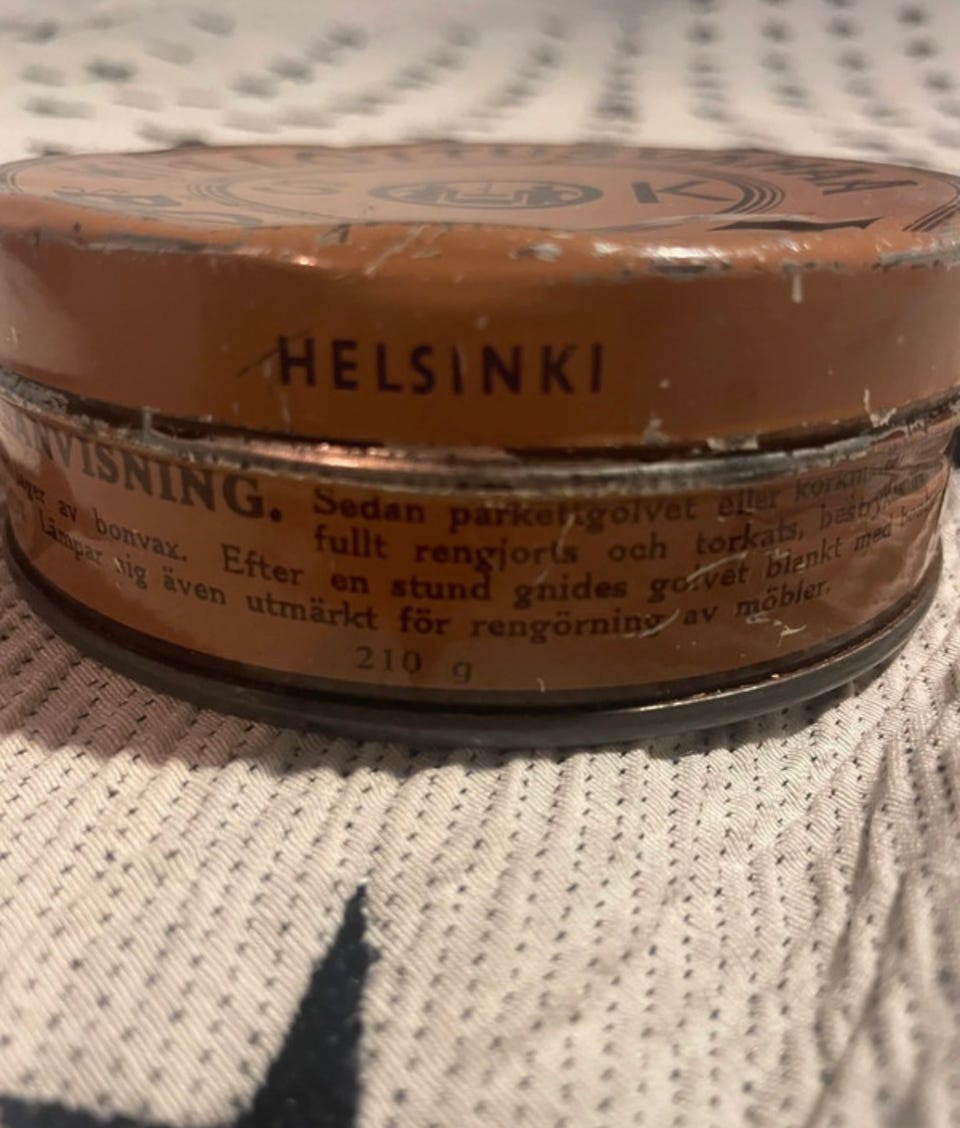 S K
HELSINKI
NVISNING. Sedan parkettgolvet eller
fullt rengjorts och torkats,
av bonvax. Efter en stund gnides golvet blenkt med
Lämpar sig även utmärkt för rengörning av möbler.
210 g